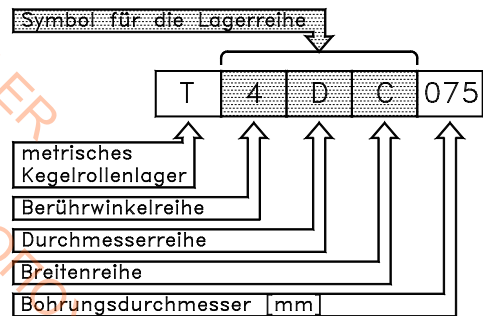 Symbol für die Lagerreihe
T 4 D C 075
metrisches
Kegelrollenlager
Berührwinkelreihe
Durchmesserreihe
Breitenreihe
Bohrungsdurchmesser [mm]